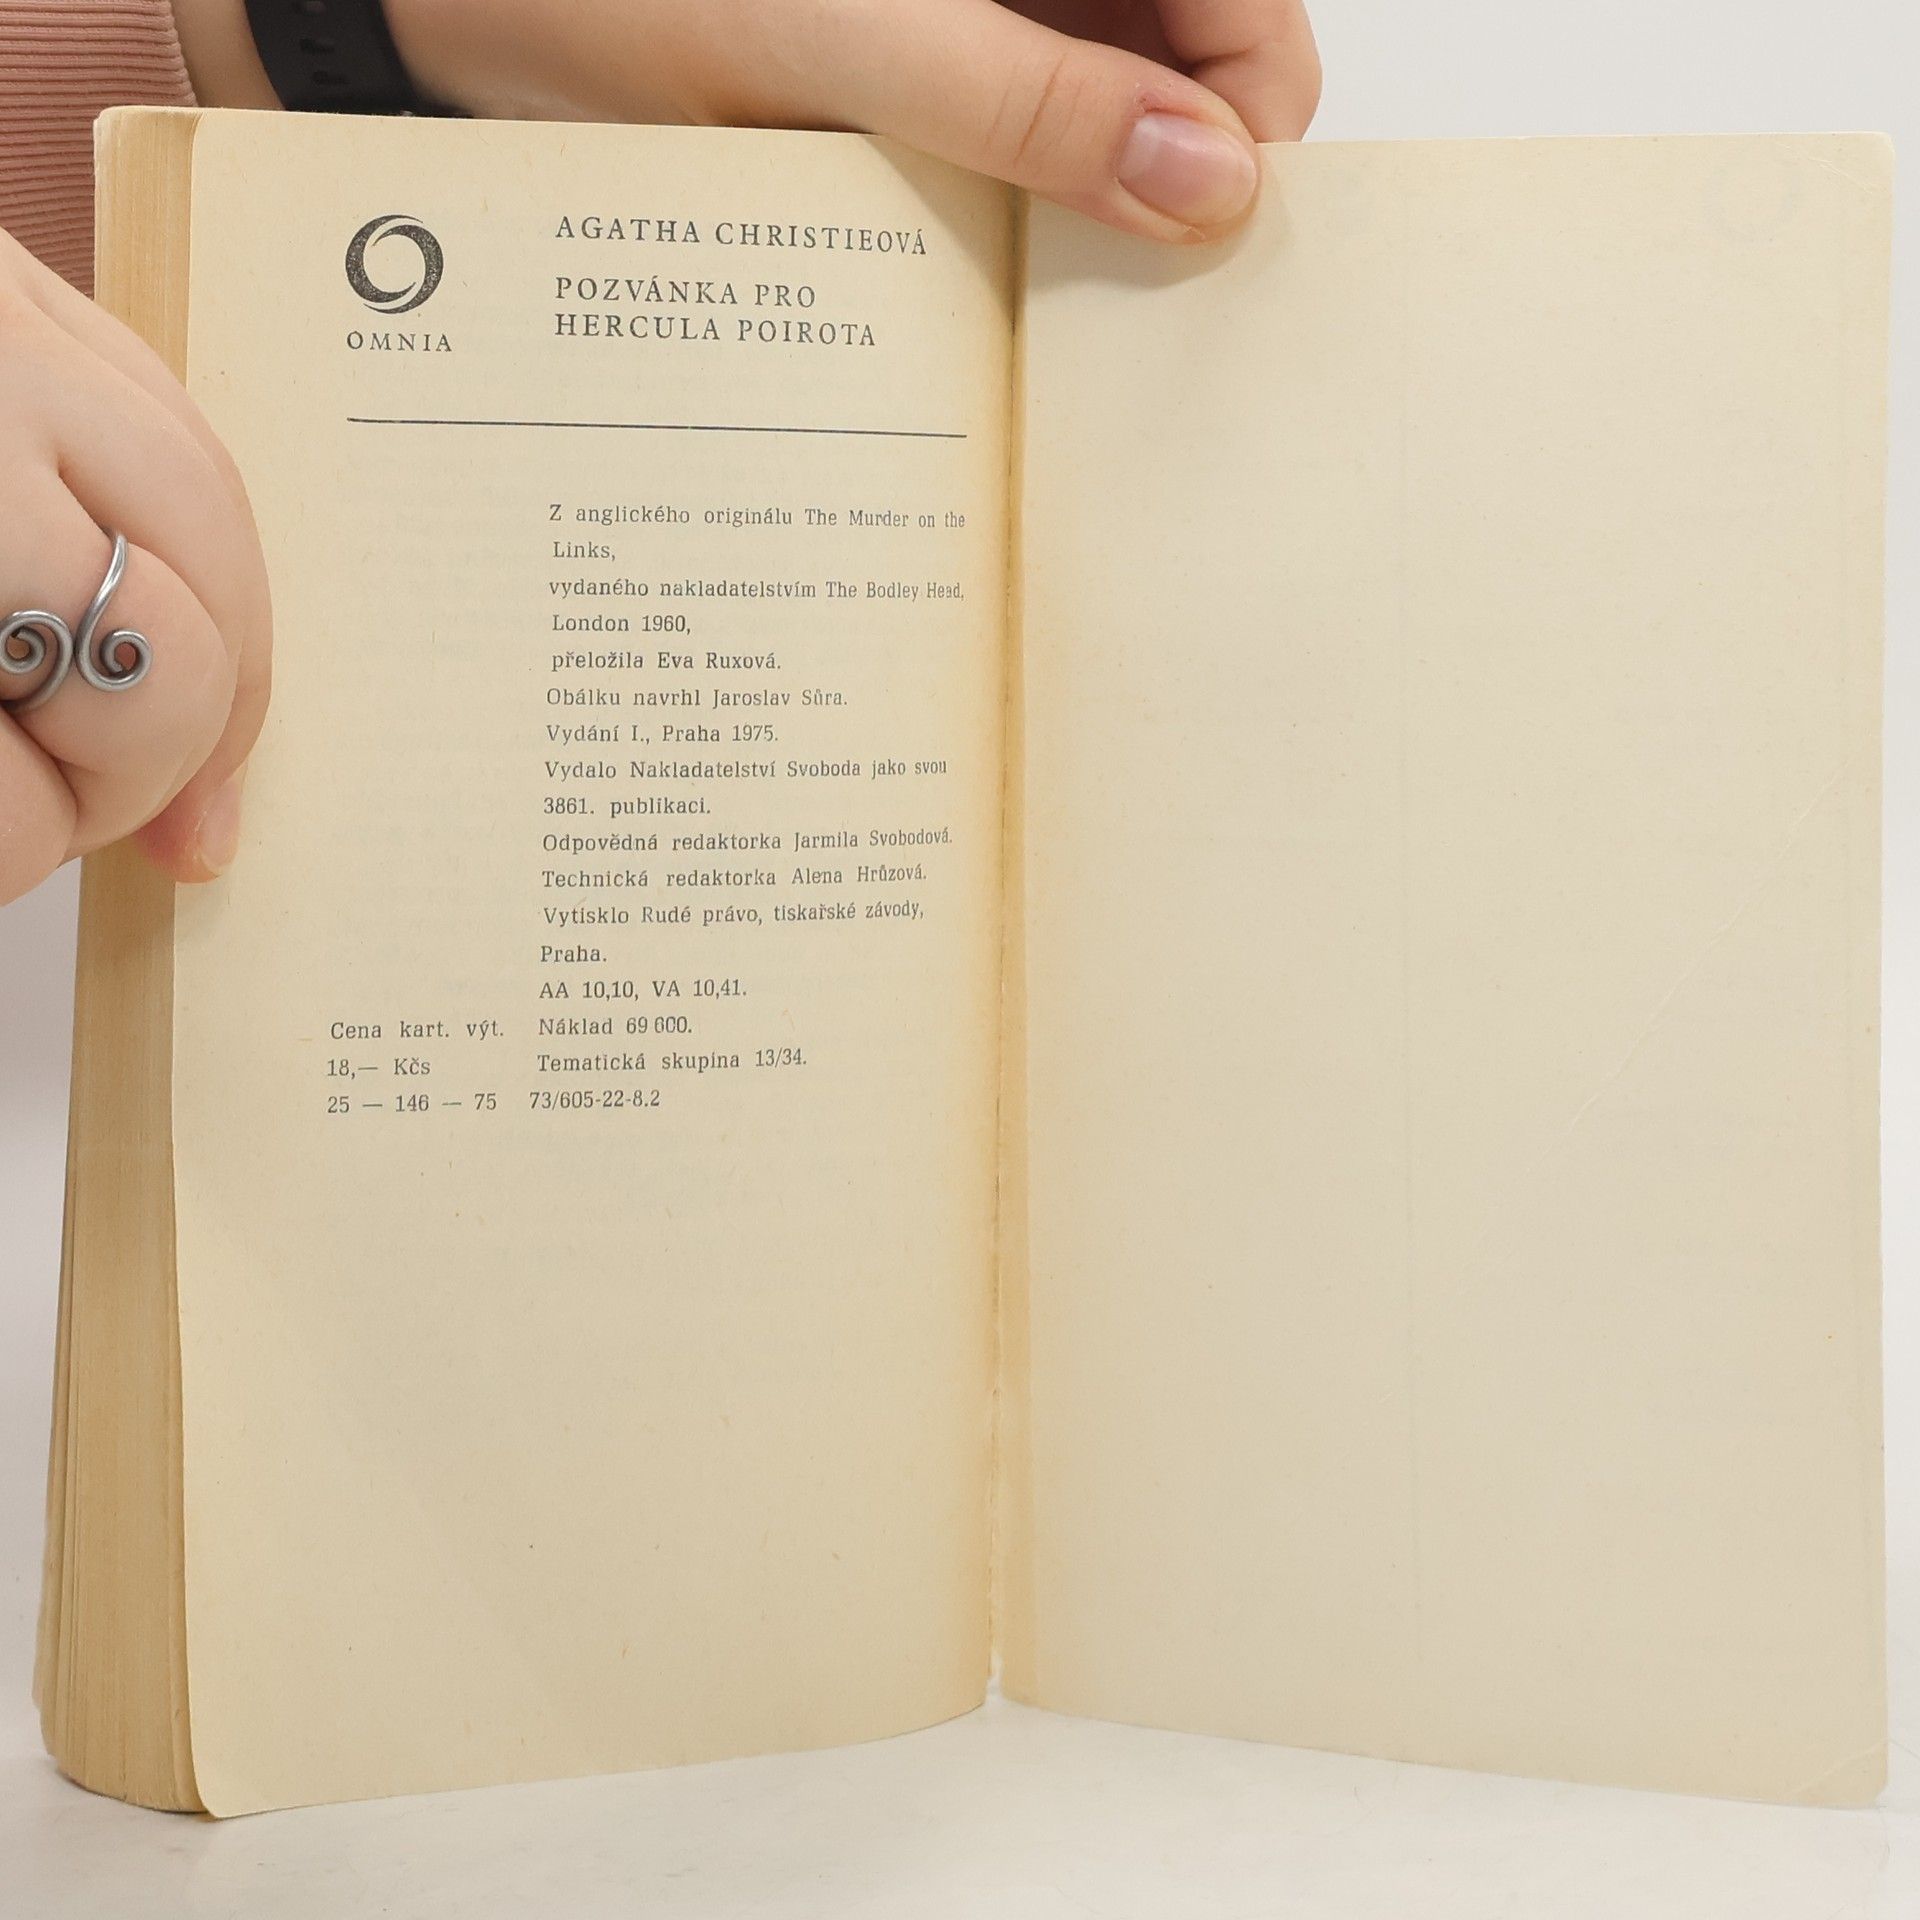 AGATHA CHRISTIEOVÁ
POZVÁNKA PRO
HERCULA POIROTA
OMNIA
Z anglického originálu The Murder on the
Links,
vydaného nakladatelstvím The Bodley Head,
London 1960,
přeložila Eva Ruxová.
Obálku navrhl Jaroslav Sůra.
Vydání I., Praha 1975.
Vydalo Nakladatelství Svoboda jako svou
3861. publikaci.
Odpovědná redaktorka Jarmila Svobodová.
Technická redaktorka Alena Hrůzová.
Vytisklo Rudé právo, tiskařské závody,
Praha.
AA 10,10, VA 10,41.
Cena kart. výt. Náklad 69 600.
18,— Kčs Tematická skupina 13/34.
25 — 146 — 75 73/605-22-8.2